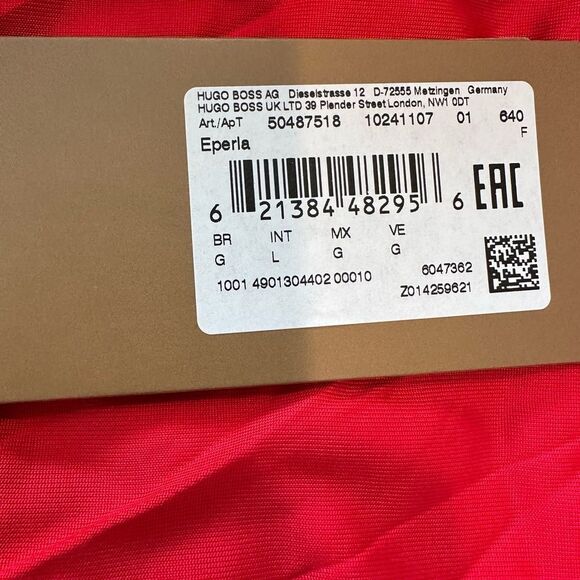 HUGO BOSS AG Dieselstrasse 12 D-72555 Metzingen Germany
HUGO BOSS UK LTD 39 Plender Street London, NW1 0DT
Art./ApT 50487518 10241107 01 640
Eperla F
6 21384 48295 6 EAC
BR INT MX VE
G L G G
1001 4901304402 00010 6047362
Z014259621